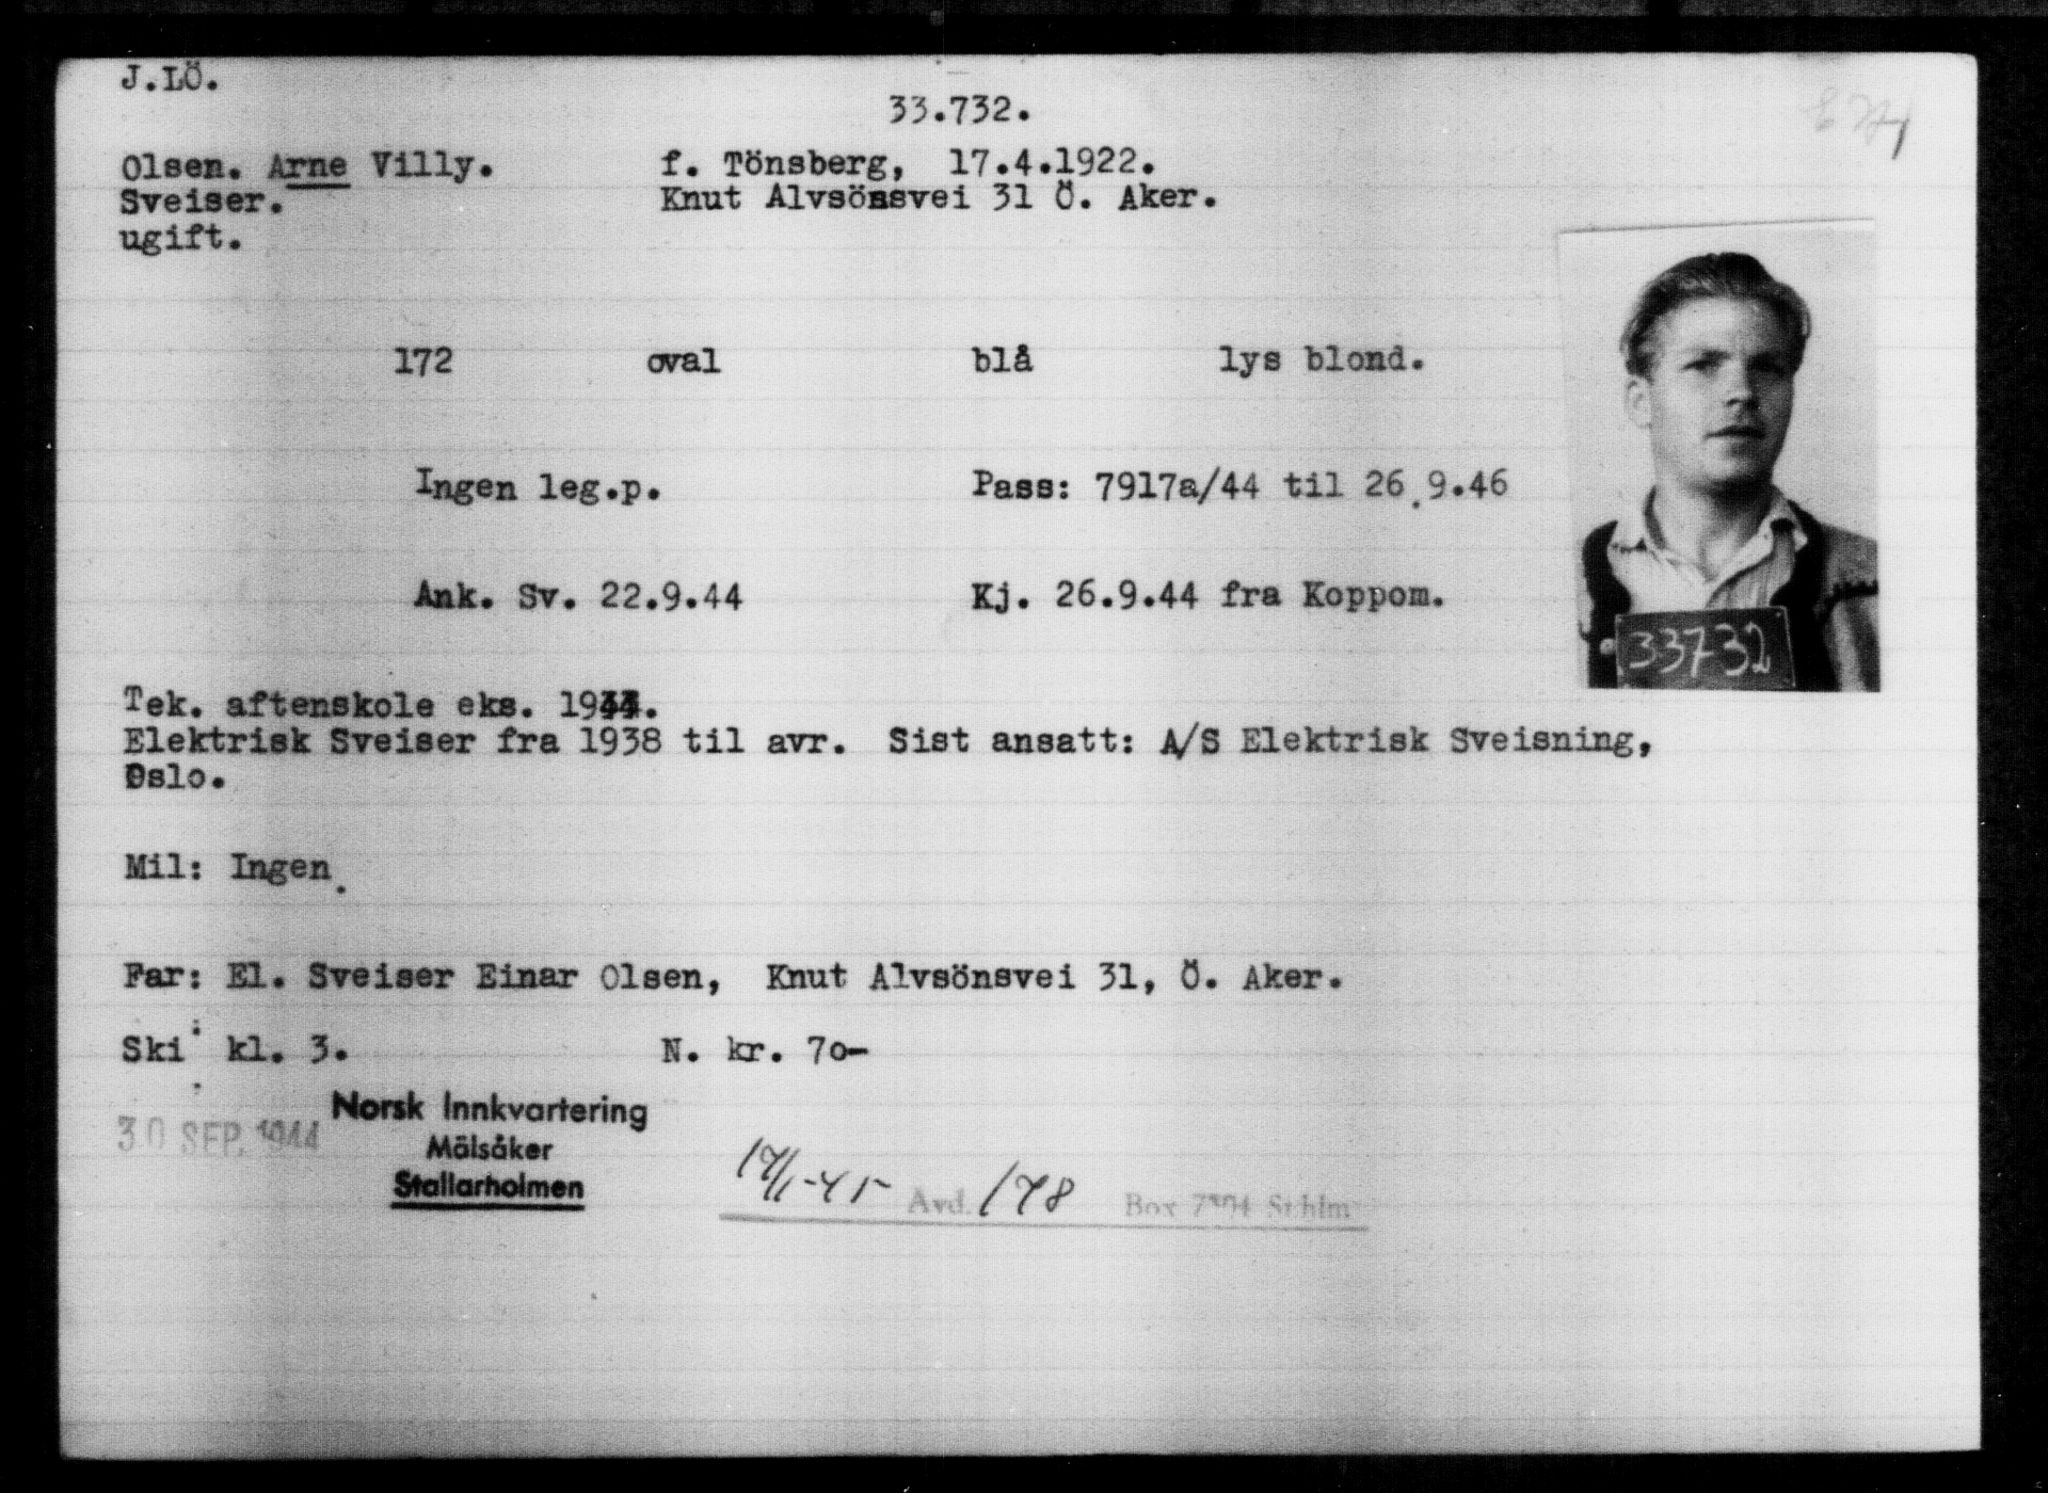 J.LÖ.
33.732.
Olsen. Arne Villy. f. Tönsberg, 17.4.1922.
Sveiser. Knut Alvsönsvei 31 Ö. Aker.
ugift.
172 oval blå lys blond.
Ingen leg.p. Pass: 7917a/44 til 26.9.46
Ank. Sv. 22.9.44 Kj. 26.9.44 fra Koppom.
33732
Tek. aftenskole eks.
Elektrisk Sveiser fra 1938 til avr. Sist ansatt: A/S Elektrisk Sveisning,
Oslo.
Mil: Ingen.
Far: El. Sveiser Einar Olsen, Knut Alvsönsvei 31, Ö. Aker.
Ski: kl. 3. N. kr. 7o-
30 SEP. 1944
Norsk Innkvartering
Mälsåker
Stallarholmen
Avd. 178 Box Sthlm